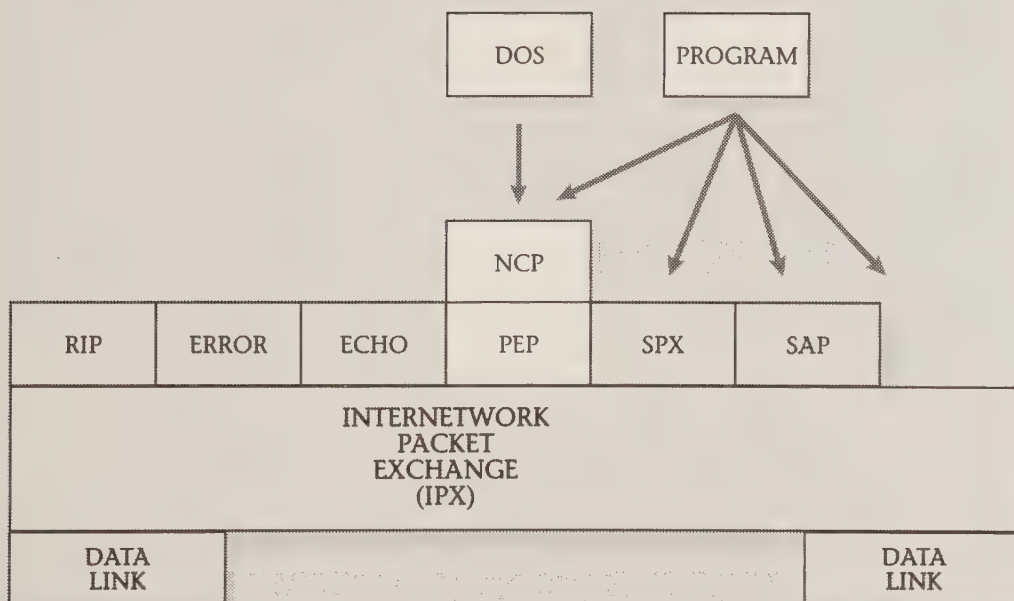 DOS
PROGRAM
NCP
RIP
ERROR
ECHO
PEP
SPX
SAP
INTERNETWORK
PACKET
EXCHANGE
(IPX)
DATA
LINK
DATA
LINK